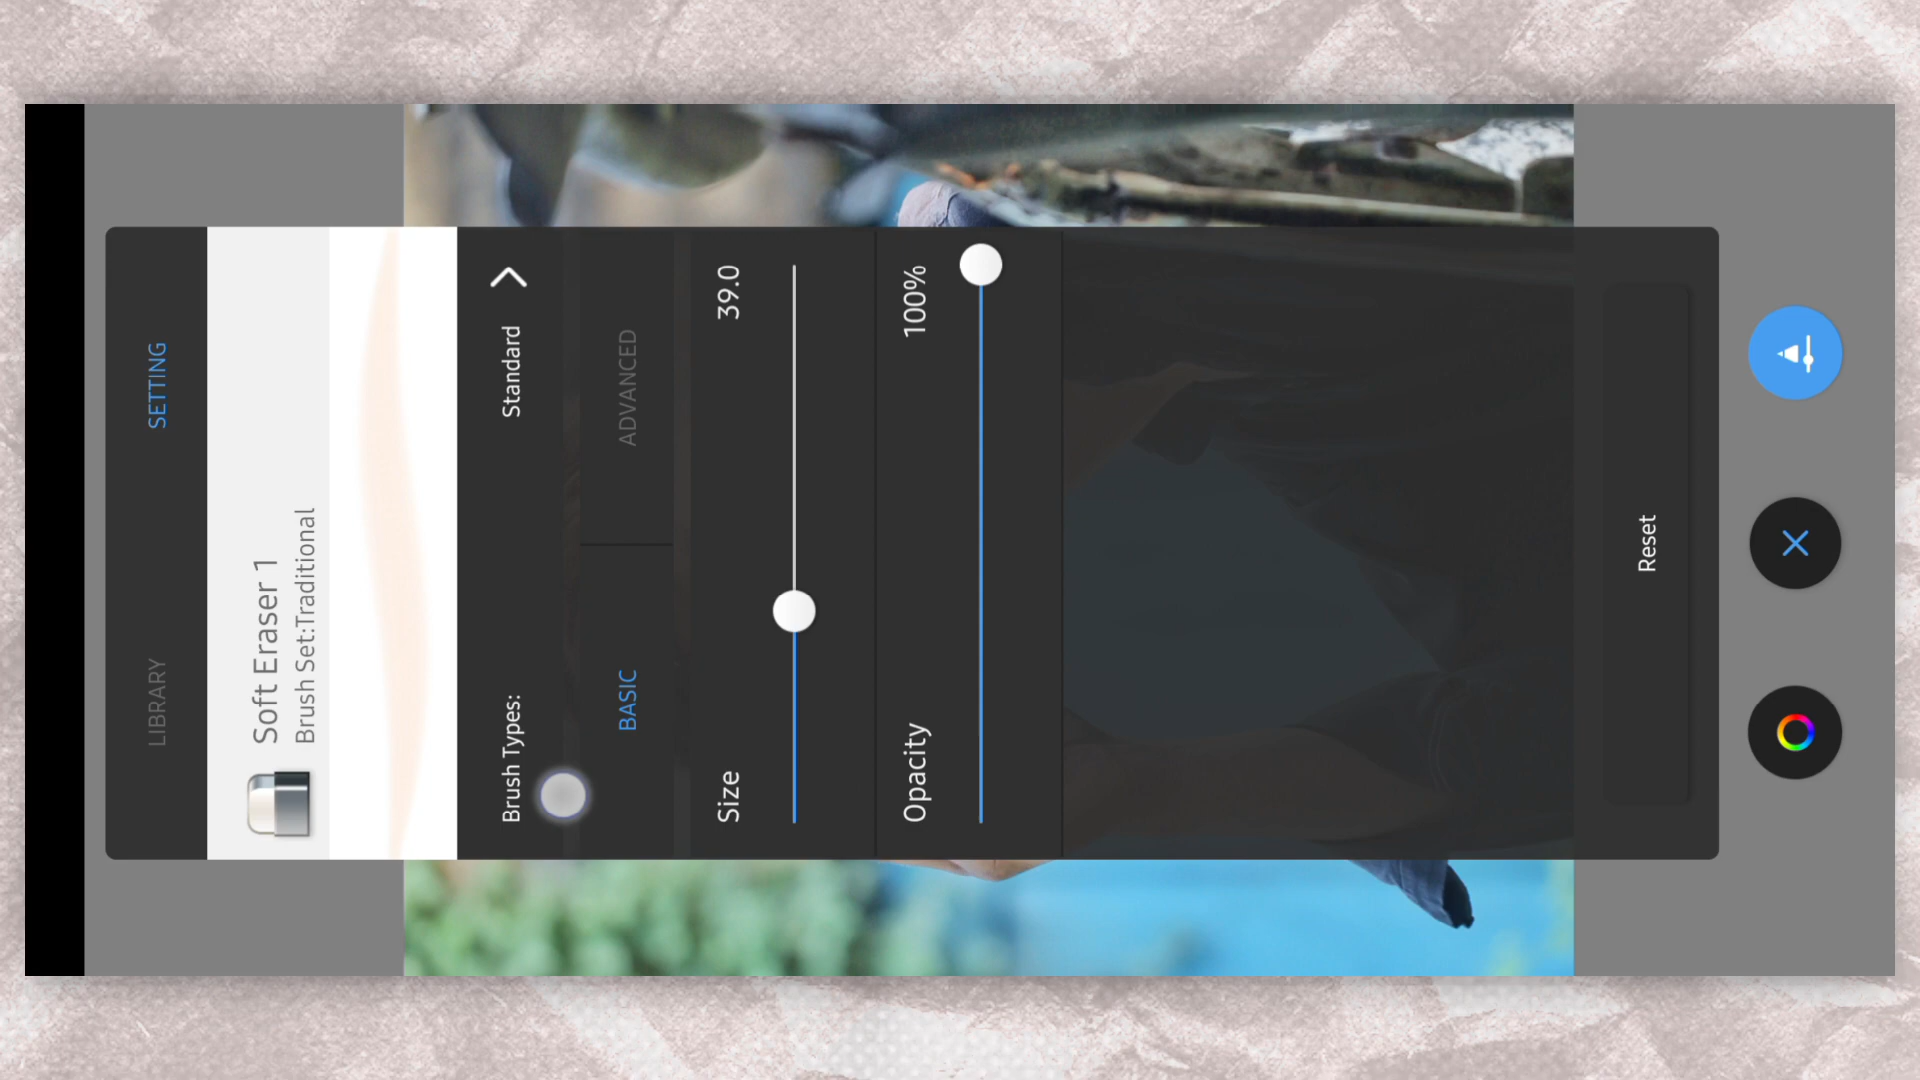 LIBRARY SETTING
Soft Eraser 1
Brush Set:Traditional
Brush Types: Standard
BASIC ADVANCED
Size 39.0
Opacity 100%
Reset